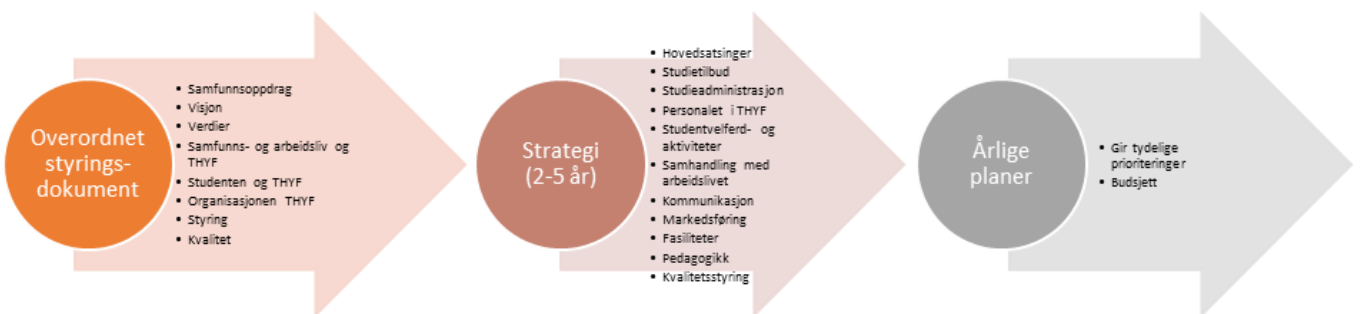 Overordnet
styrings-
dokument
• Samfunnsoppdrag
• Visjon
• Verdier
• Samfunns- og arbeidsliv og
THYF
• Studenten og THYF
• Organisasjonen THYF
• Styring
• Kvalitet
Strategi
(2-5 år)
• Hovedsatsinger
• Studietilbud
• Studieadministrasjon
• Personalet i THYF
• Studentvelferd- og
aktiviteter
• Samhandling med
arbeidslivet
• Kommunikasjon
• Markedsføring
• Fasiliteter
• Pedagogikk
• Kvalitetsstyring
Årlige
planer
• Gir tydelige
prioriteringer
• Budsjett